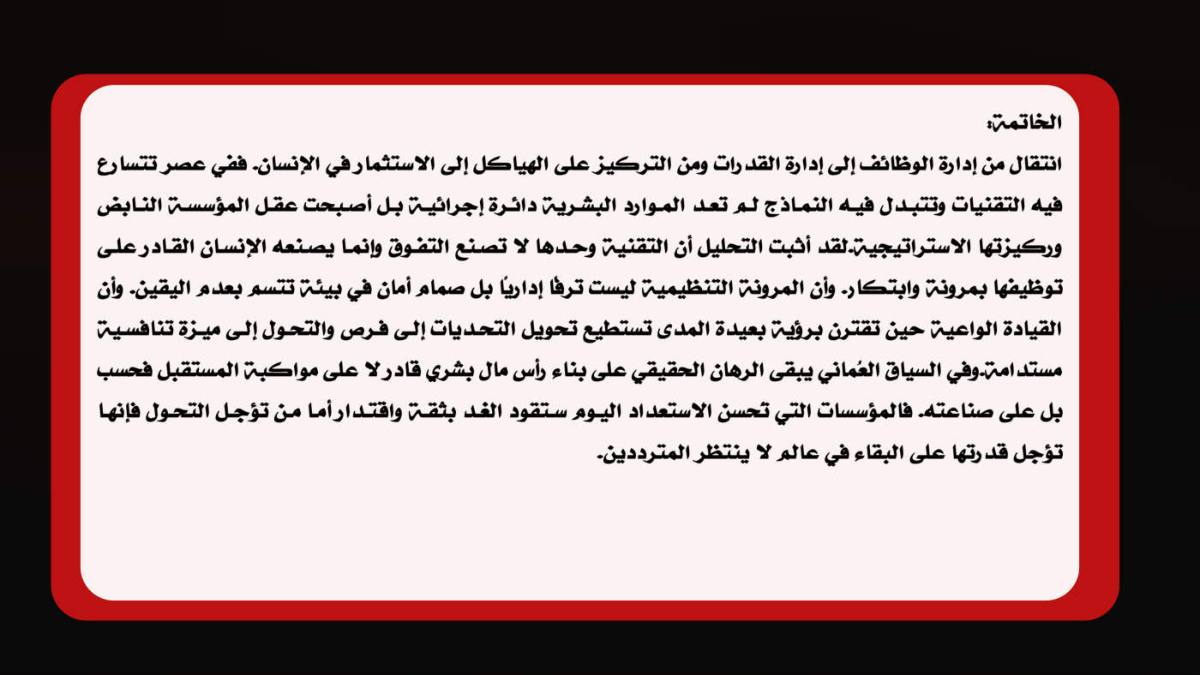 الخاتمة:
انتقال من إدارة الوظائف إلى إدارة القدرات ومن التركيز على الهياكل إلى الاستثمار في الإنسان. ففي عصر تتسارع
فيه التقنيات وتتبدل فيه النماذج لم تعد الموارد البشرية دائرة إجرائية بل أصبحت عقل المؤسسة النابض
وركيزتها الاستراتيجية.لقد أثبت التحليل أن التقنية وحدها لا تصنع التفوق وإنما يصنعه الإنسان القادر على
توظيفها بمرونة وابتكار. وأن المرونة التنظيمية ليست ترفًا إداريًا بل صمام أمان في بيئة تتسم بعدم اليقين. وأن
القيادة الواعية حين تقترن برؤية بعيدة المدى تستطيع تحويل التحديات إلى فرص والتحول إلى ميزة تنافسية
مستدامة.وفي السياق العُماني يبقى الرهان الحقيقي على بناء رأس مال بشري قادر لا على مواكبة المستقبل فحسب
بل على صناعته. فالمؤسسات التي تحسن الاستعداد اليوم ستقود الغد بثقة واقتدار أما من تؤجل التحول فإنها
تؤجل قدرتها على البقاء في عالم لا ينتظر المترددين.